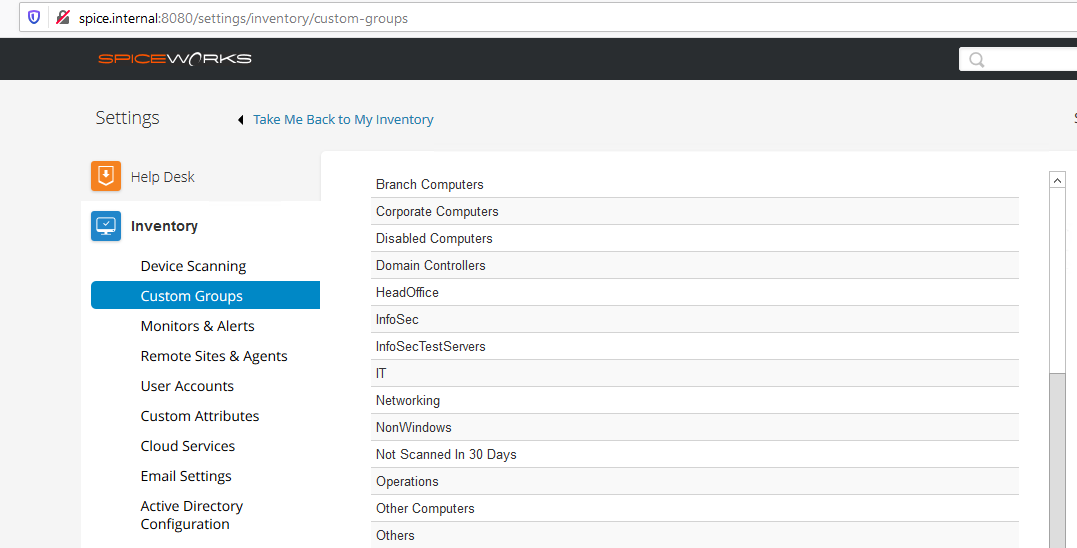 spice.internal:8080/settings/inventory/custom-groups
SPICEWORKS
Settings
Take Me Back to My Inventory
Help Desk
Inventory
Device Scanning
Custom Groups
Monitors & Alerts
Remote Sites & Agents
User Accounts
Custom Attributes
Cloud Services
Email Settings
Active Directory
Configuration
Branch Computers
Corporate Computers
Disabled Computers
Domain Controllers
HeadOffice
InfoSec
InfoSecTestServers
IT
Networking
NonWindows
Not Scanned In 30 Days
Operations
Other Computers
Others